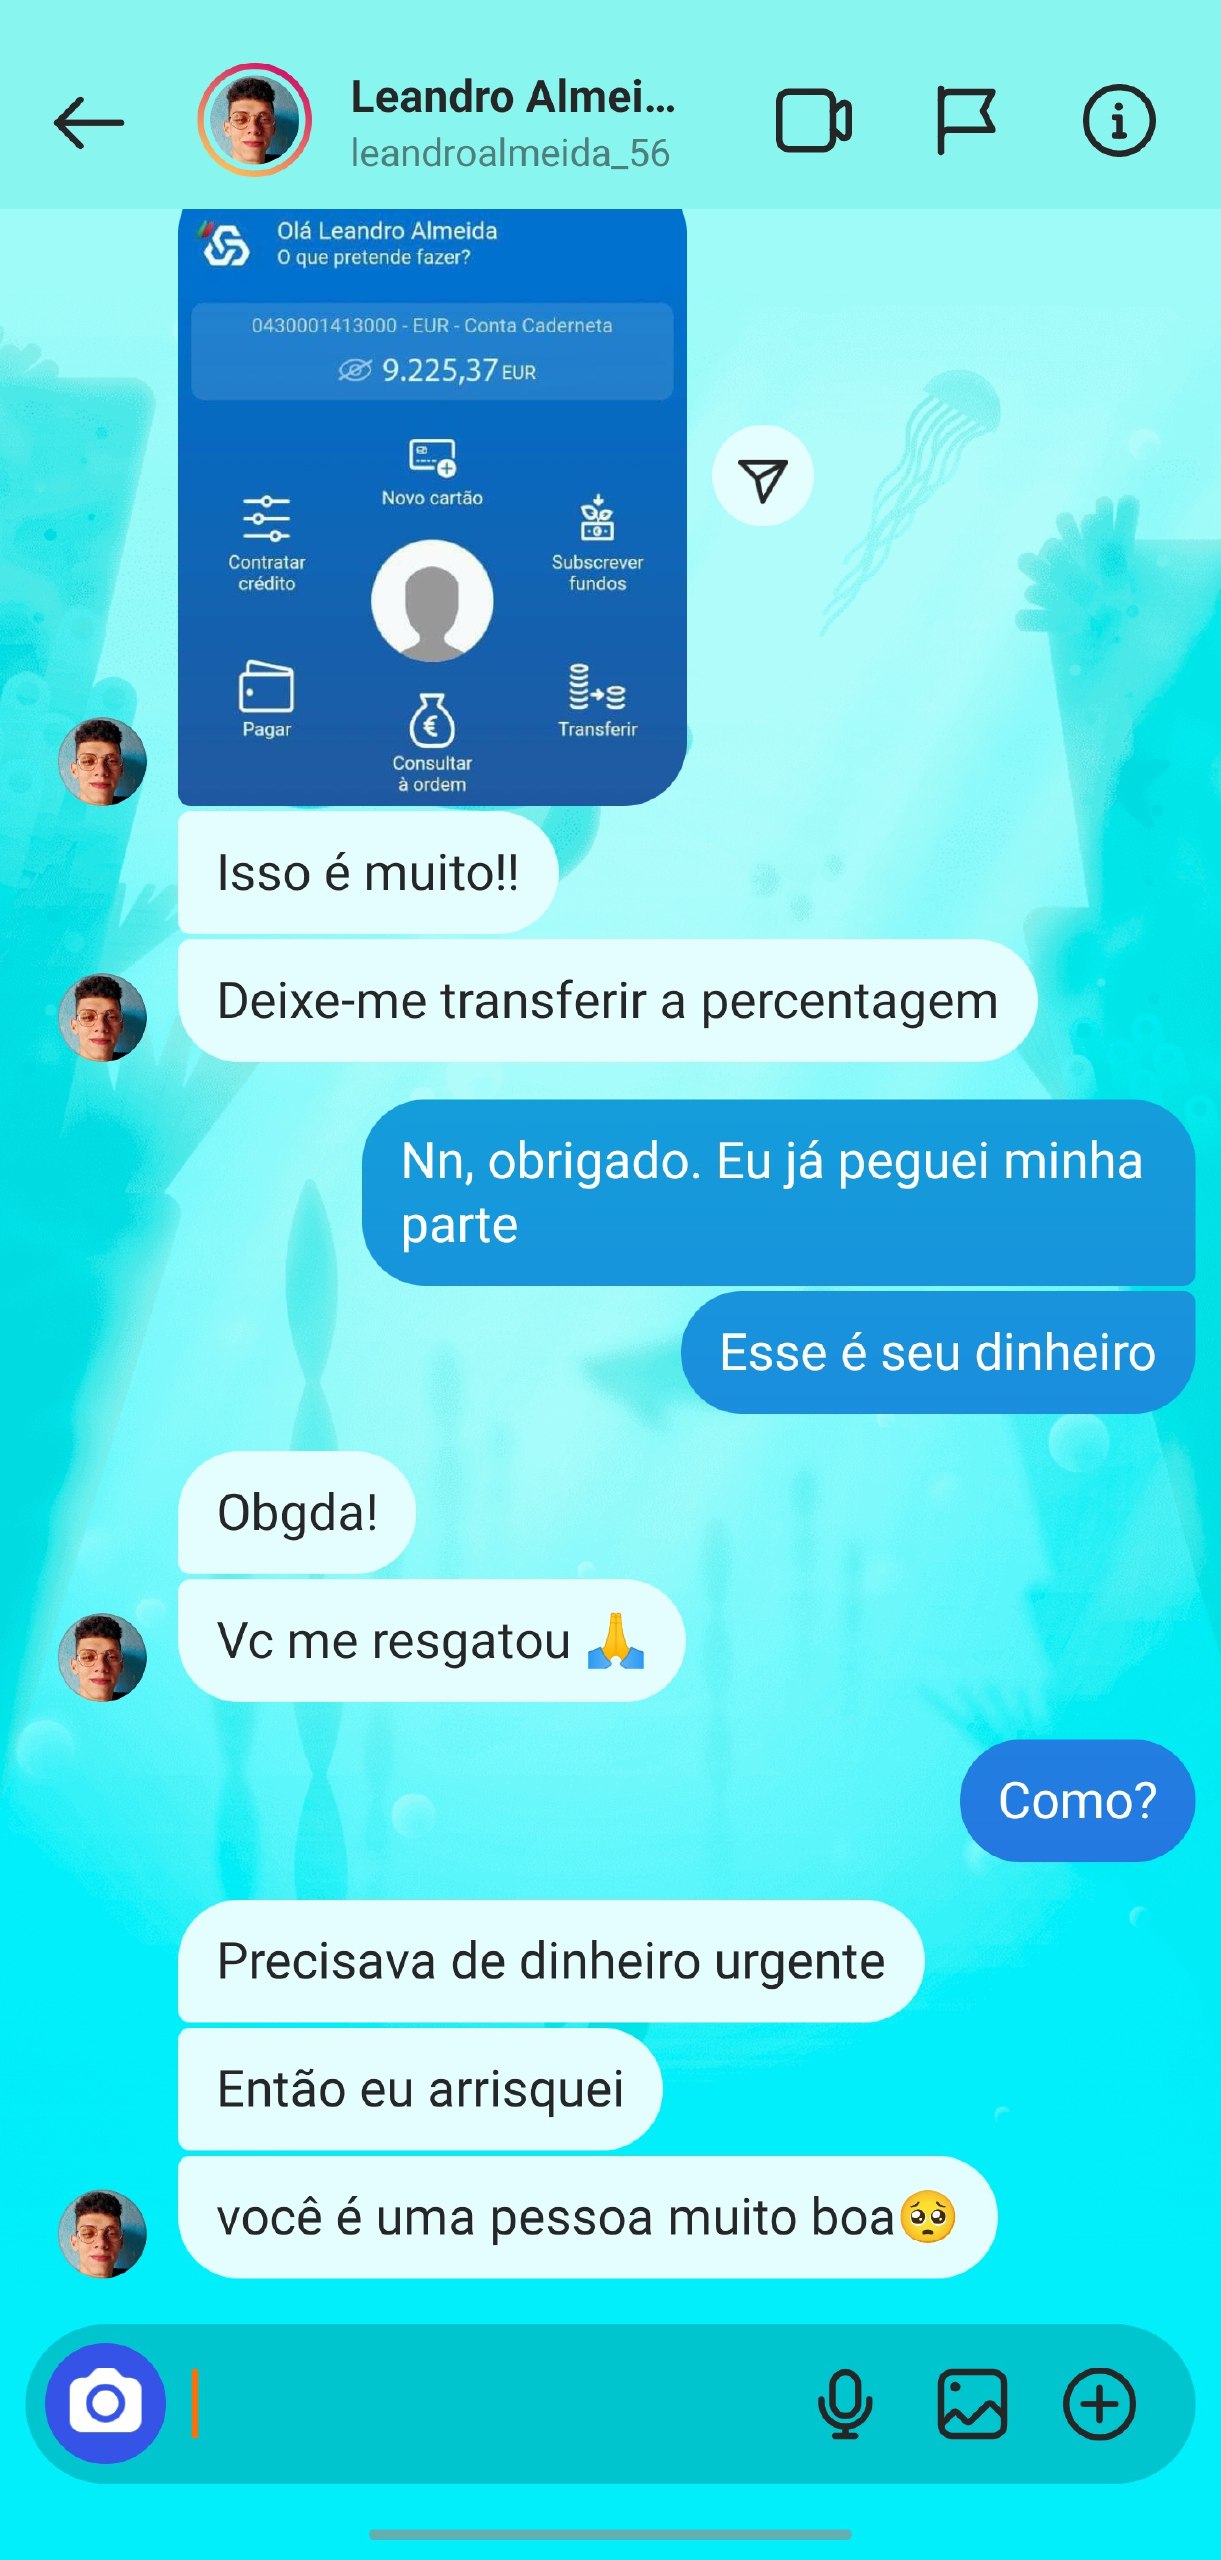 Leandro Almei...
leandroalmeida_56
Olá Leandro Almeida
O que pretende fazer?
0430001413000 - EUR - Conta Caderneta
9.225,37 EUR
Novo cartão
Contratar
crédito
Subscrever
fundos
Pagar
Transferir
Consultar
à ordem
Isso é muito!!
Deixe-me transferir a percentagem
Nn, obrigado. Eu já peguei minha
parte
Esse é seu dinheiro
Obgda!
Vc me resgatou 🙏
Como?
Precisava de dinheiro urgente
Então eu arrisquei
você é uma pessoa muito boa🥺